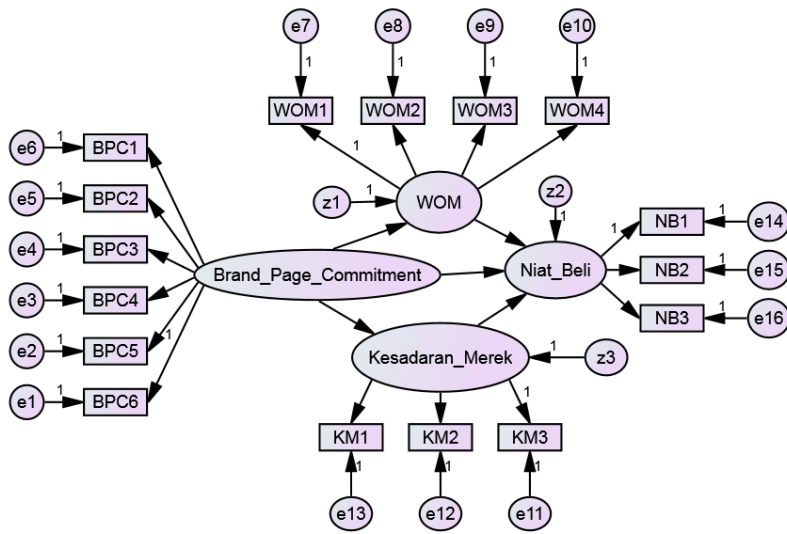 e7
e8
e9
e10
1
1
1
1
WOM1
WOM2
WOM3
WOM4
1
e6
1
BPC1
e5
1
BPC2
e4
1
BPC3
e3
1
BPC4
e2
1
BPC5
1
e1
1
BPC6
z1
1
WOM
z2
1
Brand_Page_Commitment
Niat_Beli
1
NB1
1
e14
NB2
1
e15
NB3
1
e16
Kesadaran_Merek
1
z3
1
KM1
KM2
KM3
1
1
1
e13
e12
e11